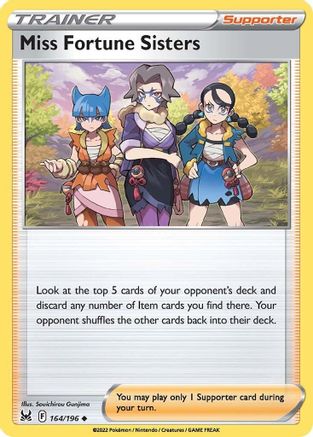 TRAINER
Supporter
Miss Fortune Sisters
Look at the top 5 cards of your opponent's deck and
discard any number of Item cards you find there. Your
opponent shuffles the other cards back into their deck.
Illus. Souichirou Gunjima
F 164/196 ◆
You may play only 1 Supporter card during
your turn.
©2022 Pokémon / Nintendo / Creatures / GAME FREAK